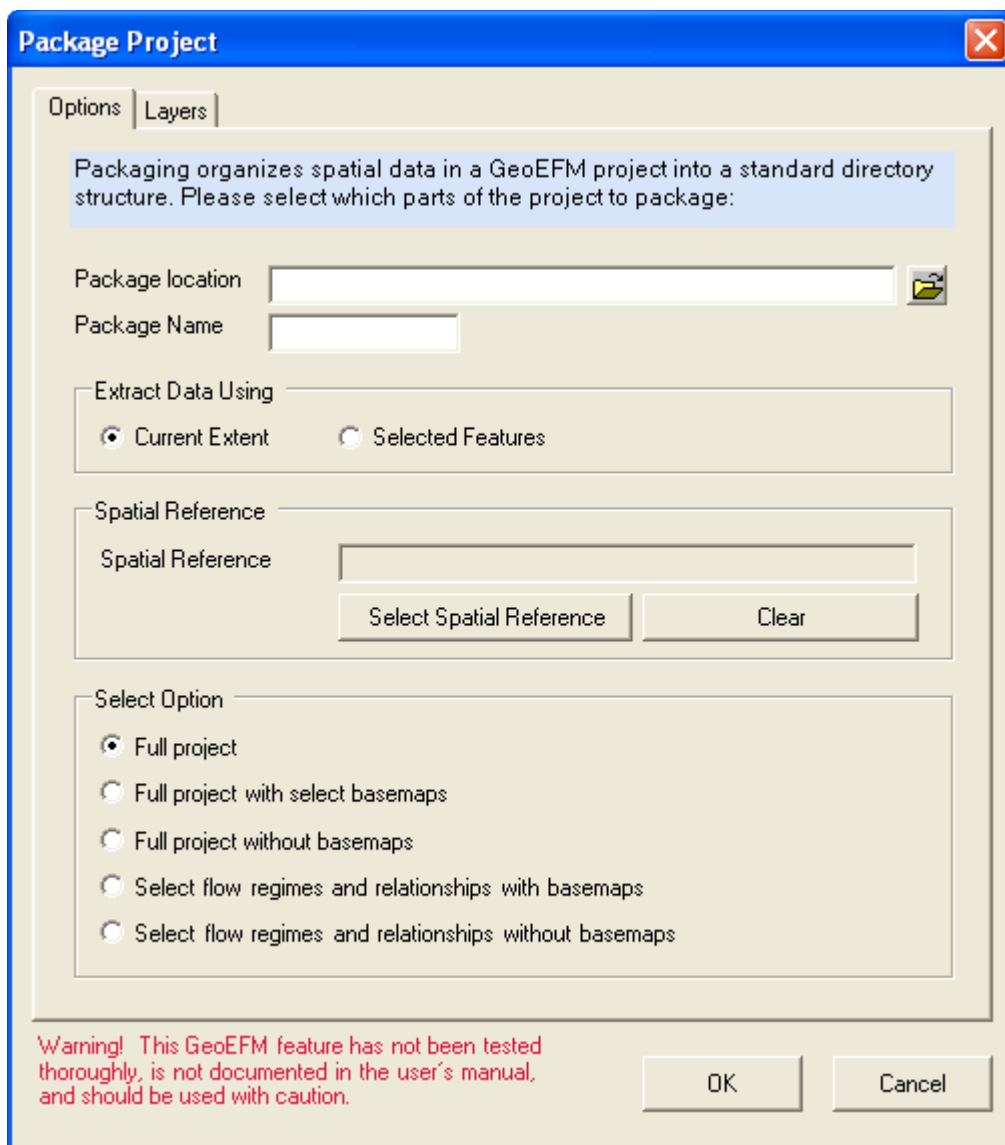 Package Project
Options
Layers
Packaging organizes spatial data in a GeoEFM project into a standard directory
structure. Please select which parts of the project to package:
Package location
Package Name
Extract Data Using
Current Extent
Selected Features
Spatial Reference
Spatial Reference
Select Spatial Reference
Clear
Select Option
Full project
Full project with select basemaps
Full project without basemaps
Select flow regimes and relationships with basemaps
Select flow regimes and relationships without basemaps
Warning! This GeoEFM feature has not been tested
thoroughly, is not documented in the user's manual,
and should be used with caution.
OK
Cancel